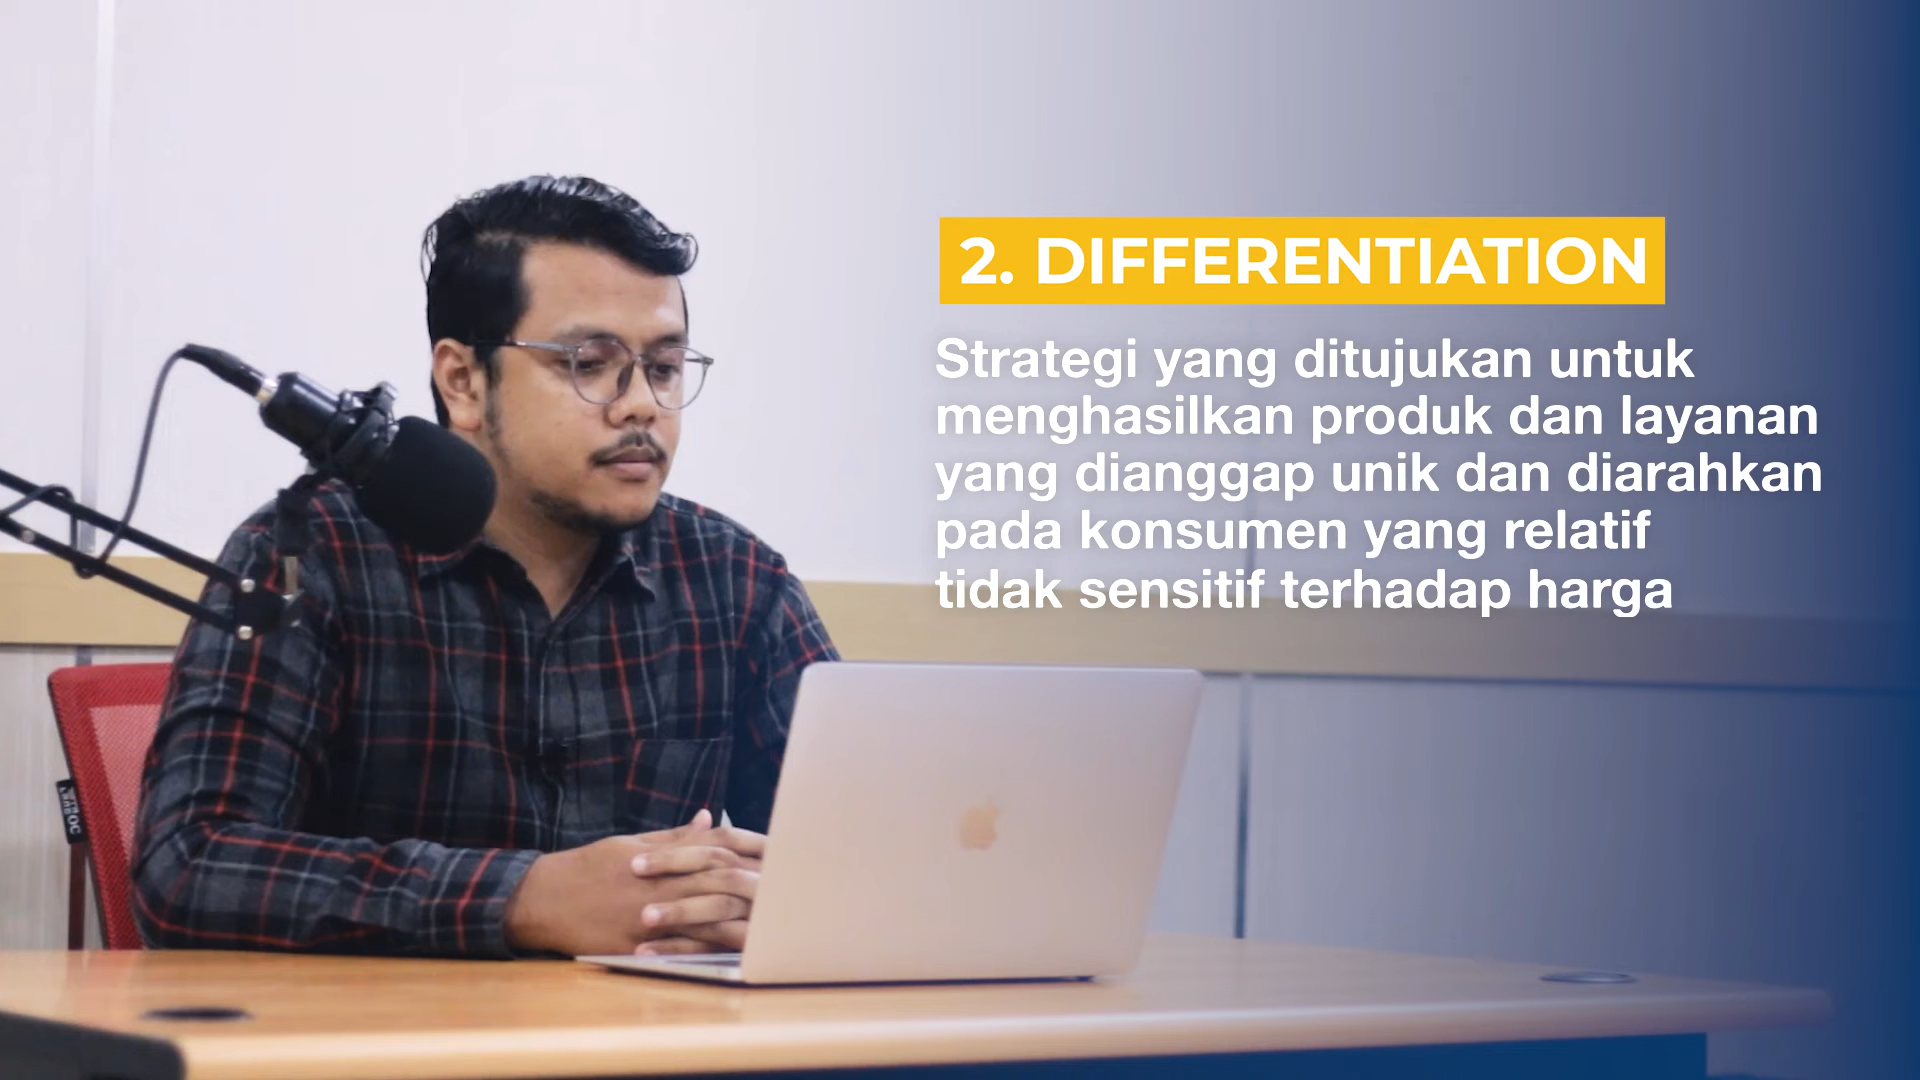 2. DIFFERENTIATION
Strategi yang ditujukan untuk
menghasilkan produk dan layanan
yang dianggap unik dan diarahkan
pada konsumen yang relatif
tidak sensitif terhadap harga